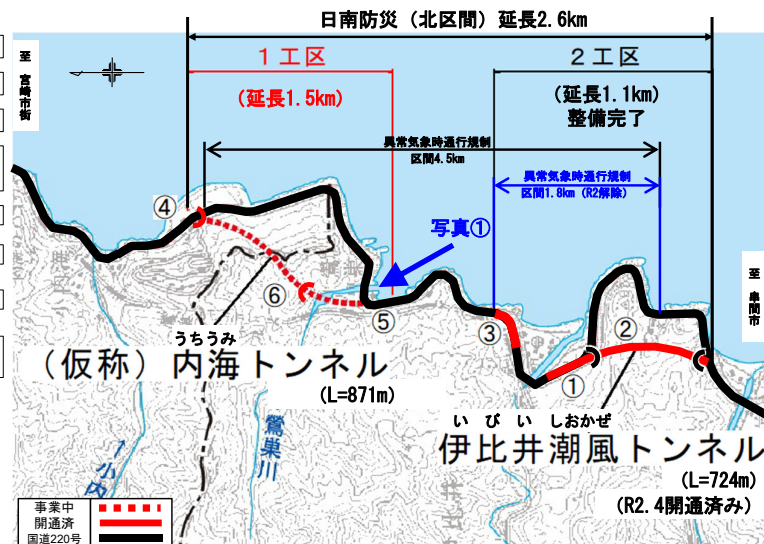 日南防災（北区間）延長2.6km
至 宮崎市街
1工区
(延長1.5km)
2工区
(延長1.1km)
整備完了
異常気象時通行規制
区間4.5km
異常気象時通行規制
区間1.8km (R2解除)
写真①
④
⑥
⑤
③
②
①
至 串間市
うちうみ
（仮称）内海トンネル
(L=871m)
いびい しおかぜ
伊比井潮風トンネル
(L=724m)
(R2.4開通済み)
鶯巣川
←小内
事業中
開通済
国道220号